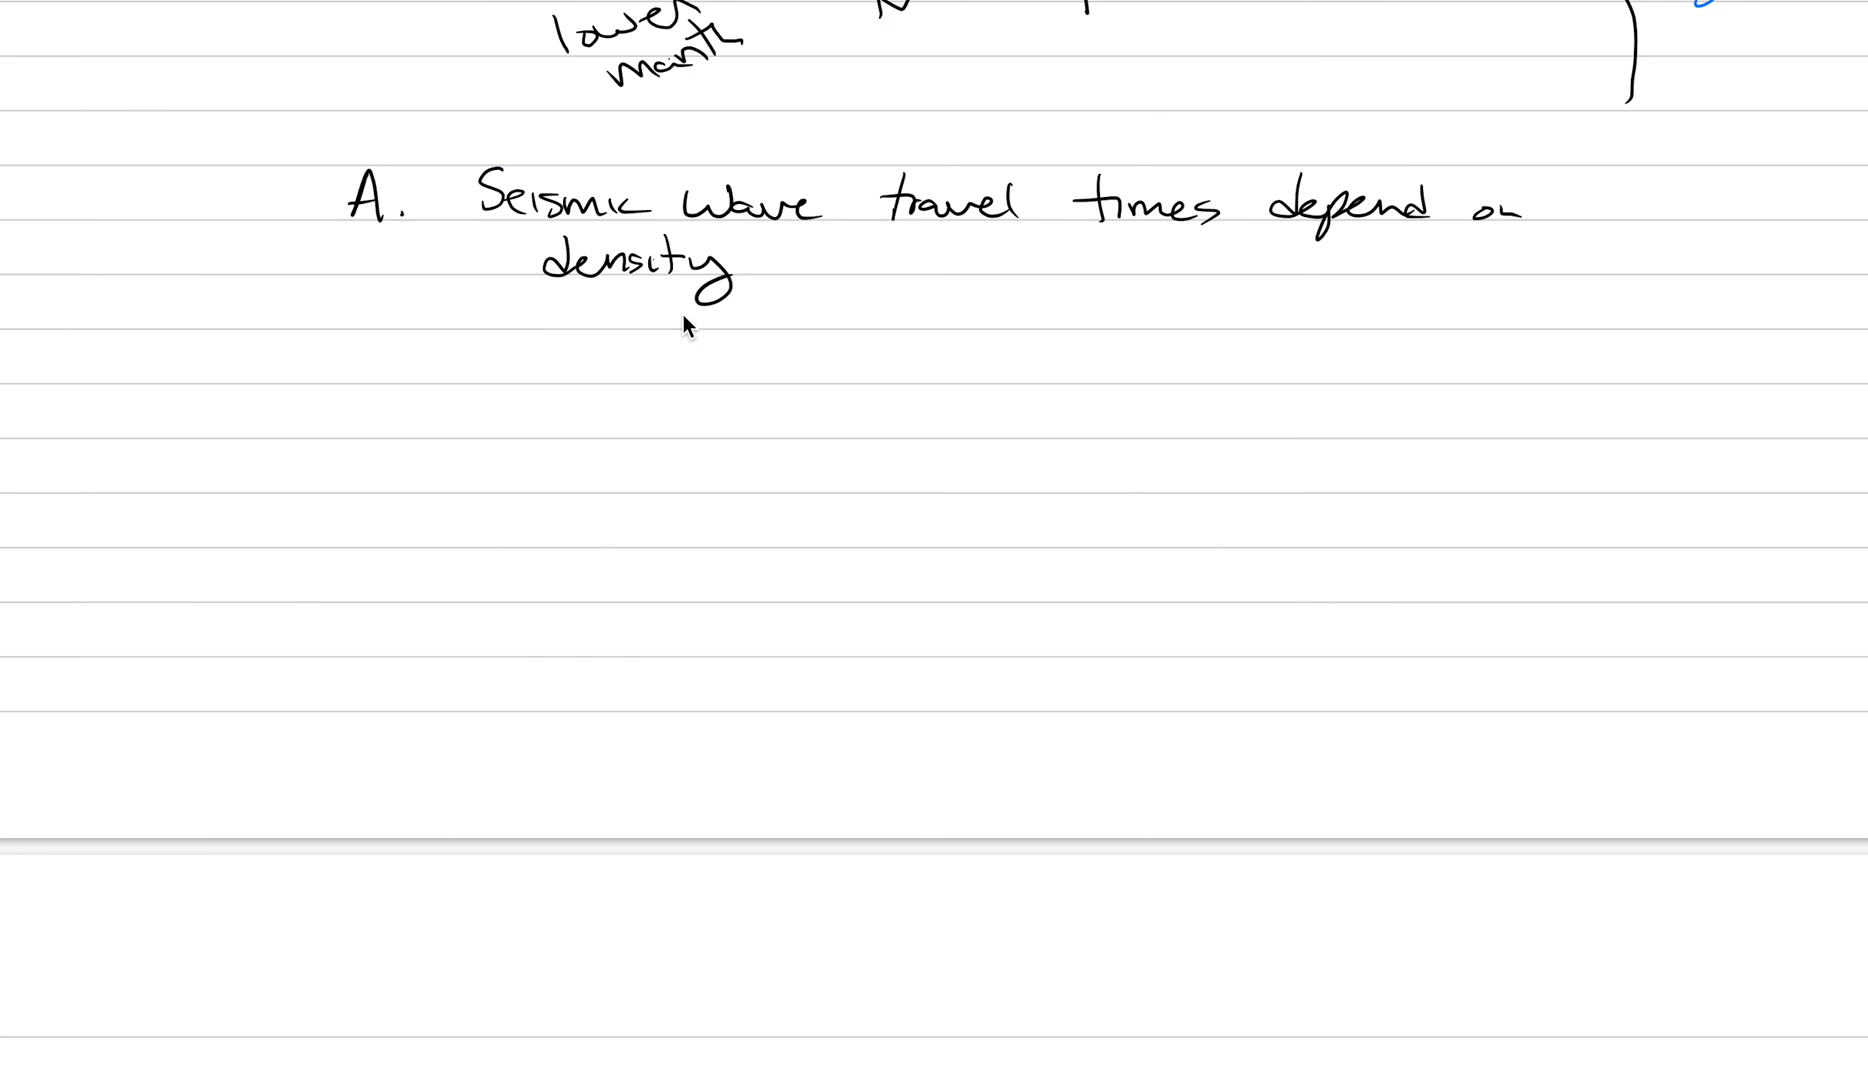 lower
mantle
A. Seismic wave travel times depend on
density